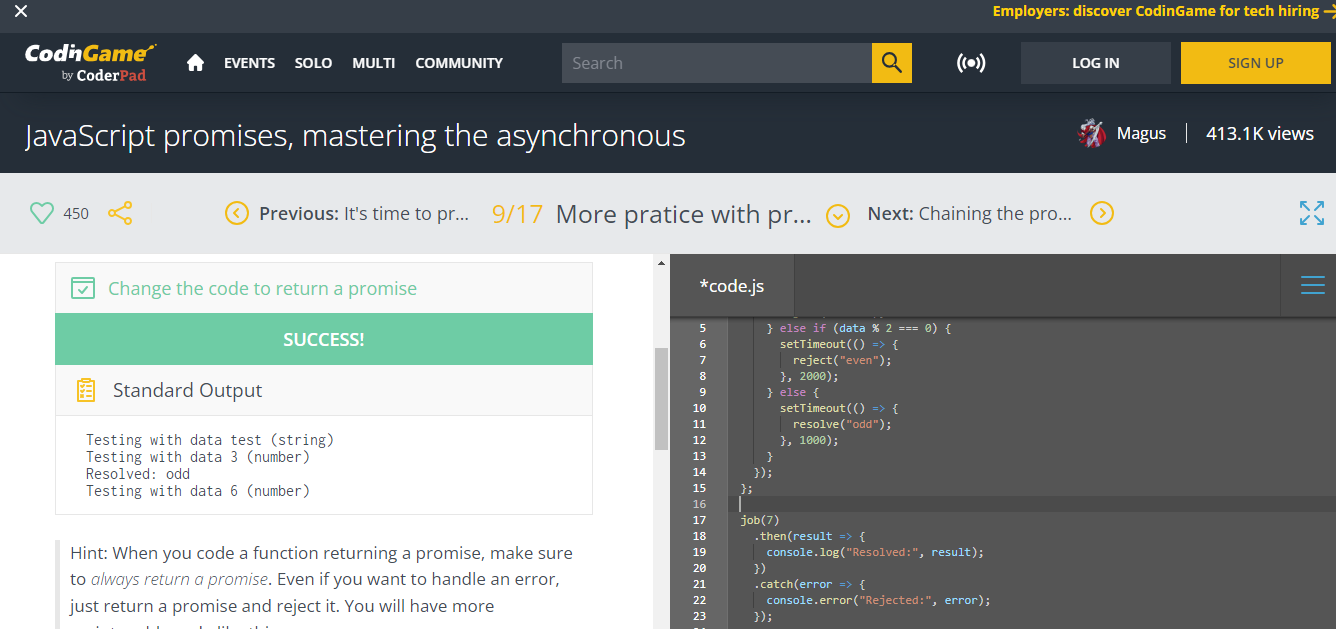 Employers: discover CodinGame for tech hiring →
CodinGame
by CoderPad
EVENTS SOLO MULTI COMMUNITY
Search
LOG IN
SIGN UP
JavaScript promises, mastering the asynchronous
Magus
413.1K views
450
Previous: It's time to pr...
9/17 More pratice with pr...
Next: Chaining the pro...
Change the code to return a promise
SUCCESS!
Standard Output
Testing with data test (string)
Testing with data 3 (number)
Resolved: odd
Testing with data 6 (number)
Hint: When you code a function returning a promise, make sure
to always return a promise. Even if you want to handle an error,
just return a promise and reject it. You will have more
*code.js
5 } else if (data % 2 === 0) {
6 setTimeout(() => {
7 reject("even");
8 }, 2000);
9 } else {
10 setTimeout(() => {
11 resolve("odd");
12 }, 1000);
13 }
14 });
15 };
16
17 job(7)
18 .then(result => {
19 console.log("Resolved:", result);
20 })
21 .catch(error => {
22 console.error("Rejected:", error);
23 });